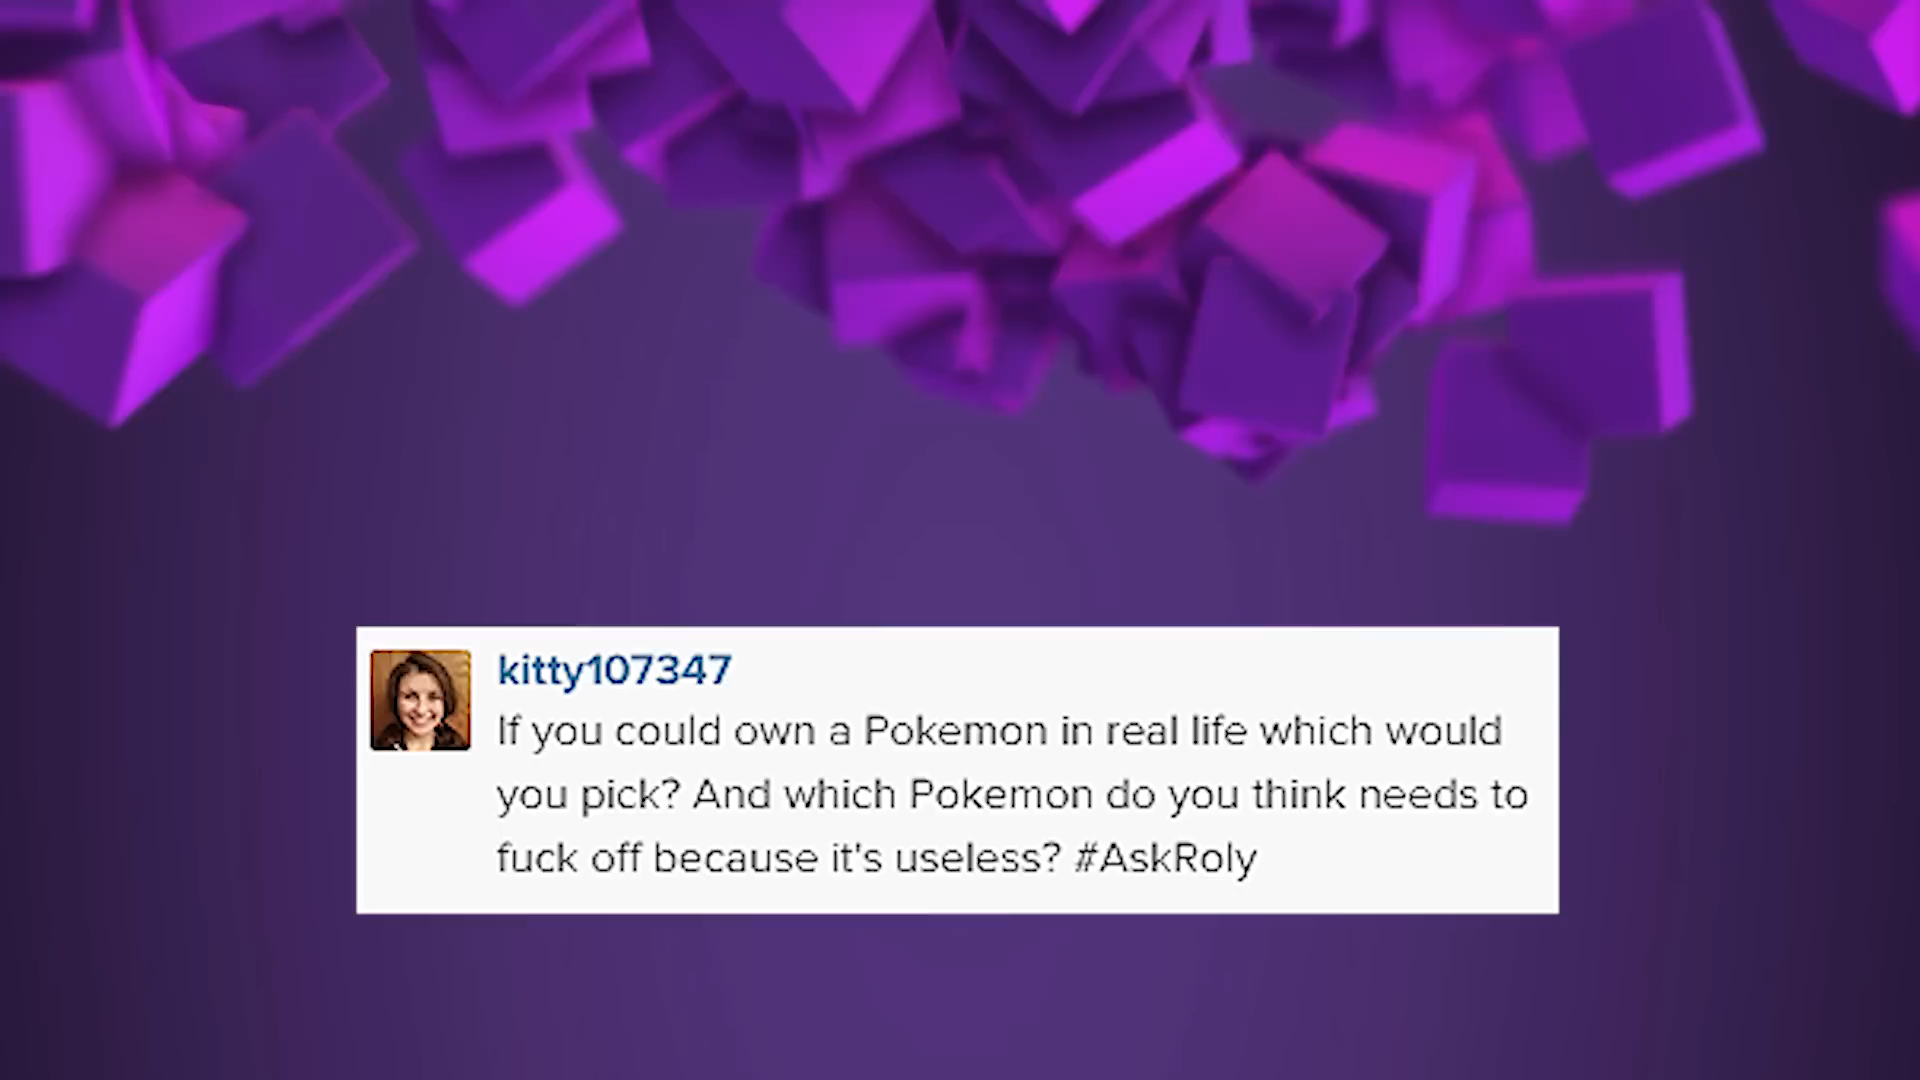 kitty107347
If you could own a Pokemon in real life which would
you pick? And which Pokemon do you think needs to
fuck off because it's useless? #AskRoly